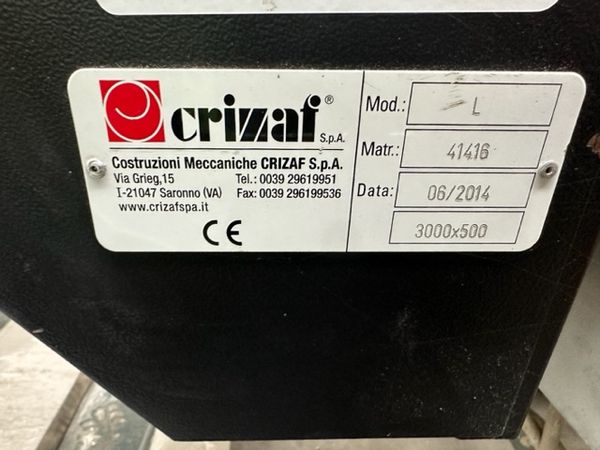 crizaf®
S.p.A.
Costruzioni Meccaniche CRIZAF S.p.A.
Via Grieg,15 Tel.: 0039 29619951
I-21047 Saronno (VA) Fax: 0039 296199536
www.crizafspa.it
CE
Mod.: L
Matr.: 41416
Data: 06/2014
3000x500